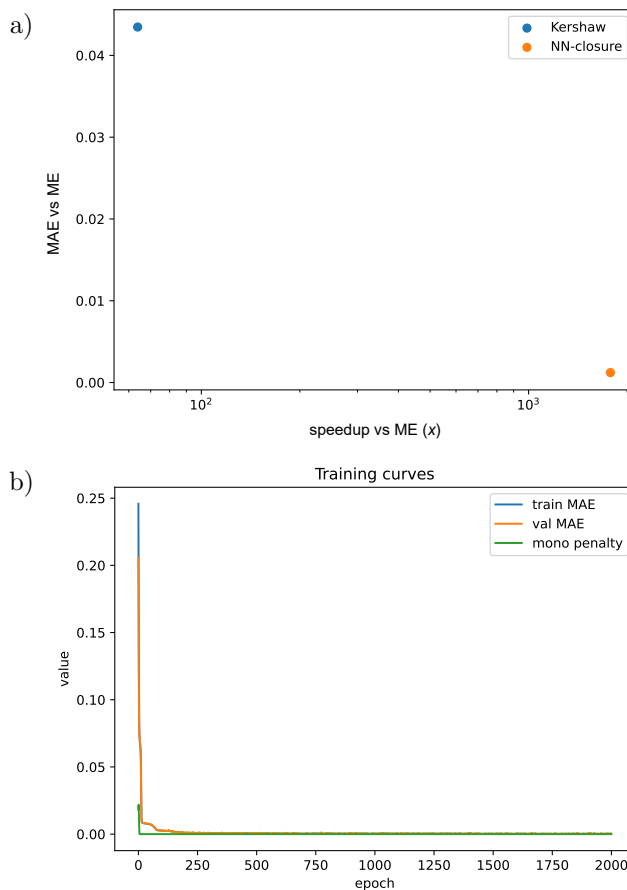 a)
Kershaw
NN-closure
0.04
0.03
0.02
0.01
0.00
MAE vs ME
10²
10³
speedup vs ME (x)
b)
Training curves
train MAE
val MAE
mono penalty
0.25
0.20
0.15
0.10
0.05
0.00
value
0
250
500
750
1000
1250
1500
1750
2000
epoch